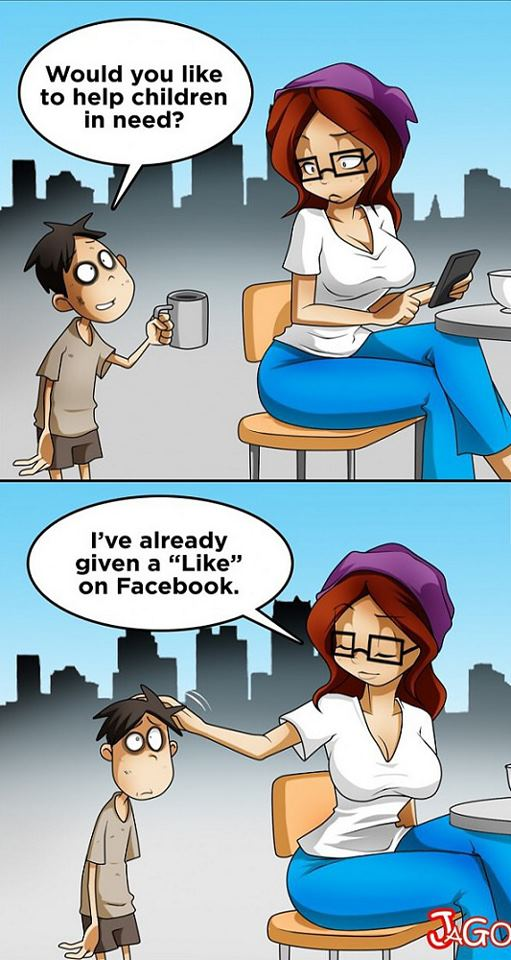 Would you like
to help children
in need?
I've already
given a “Like”
on Facebook.
JAGO